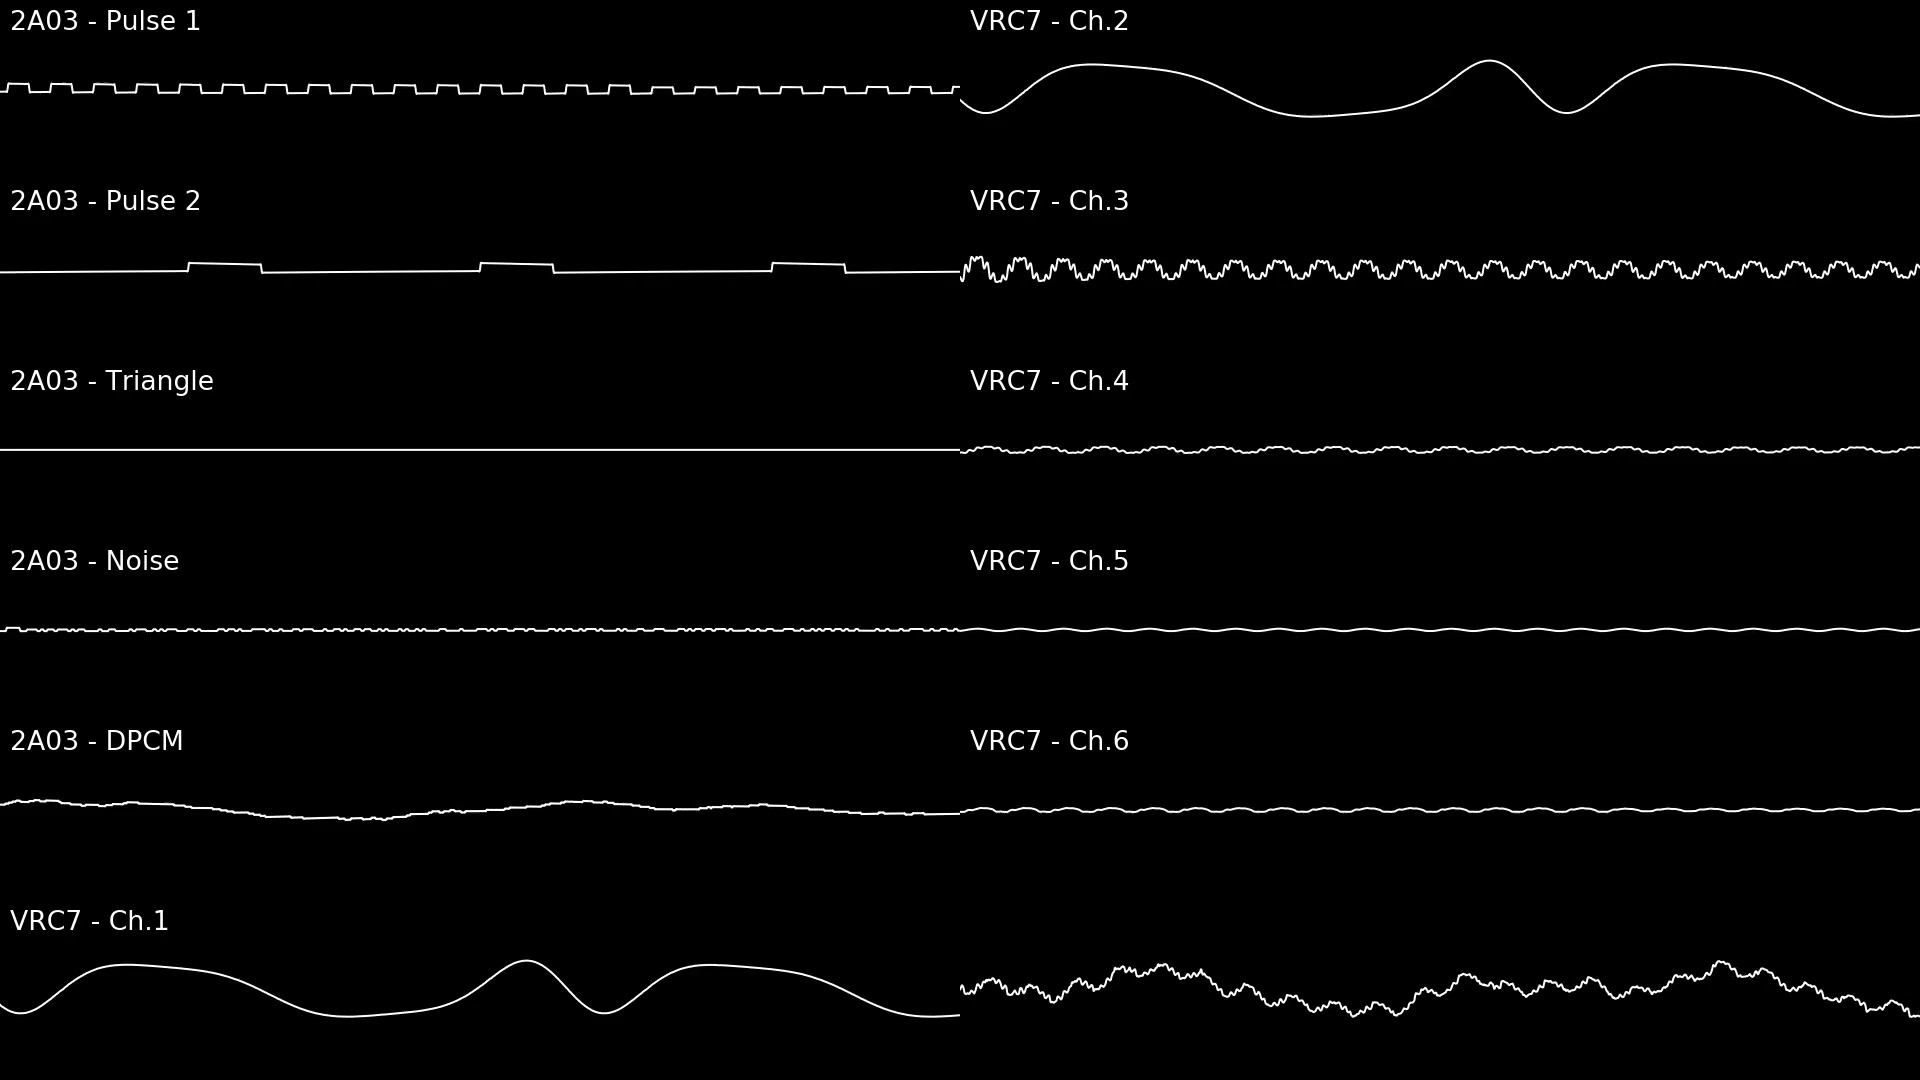 2A03 - Pulse 1
2A03 - Pulse 2
2A03 - Triangle
2A03 - Noise
2A03 - DPCM
VRC7 - Ch.1
VRC7 - Ch.2
VRC7 - Ch.3
VRC7 - Ch.4
VRC7 - Ch.5
VRC7 - Ch.6